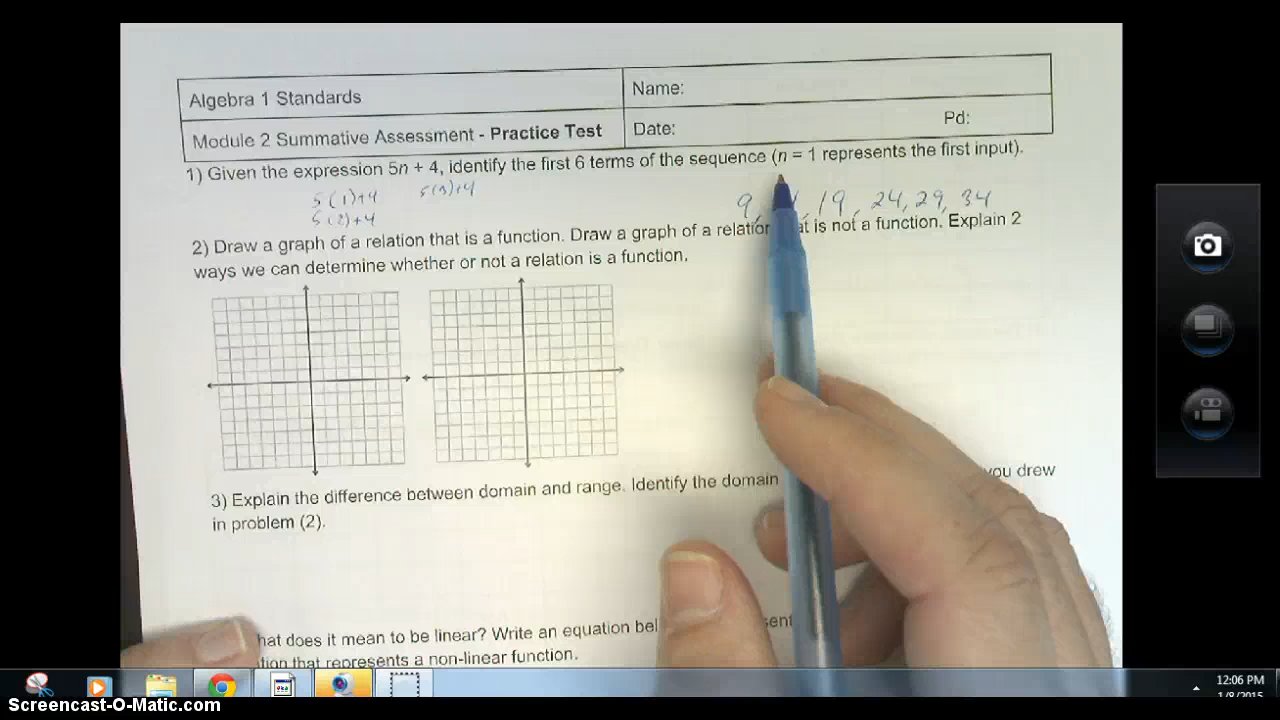 Algebra 1 Standards
Name:
Module 2 Summative Assessment - Practice Test
Date: Pd:
1) Given the expression 5n + 4, identify the first 6 terms of the sequence (n = 1 represents the first input).
5(1)+4 5(3)+4
5(2)+4
9, , 19, 24, 29, 34
2) Draw a graph of a relation that is a function. Draw a graph of a relation is not a function. Explain 2
ways we can determine whether or not a relation is a function.
3) Explain the difference between domain and range. Identify the domain you drew
in problem (2).
does it mean to be linear? Write an equation
that represents a non-linear function.
12:06 PM
1/8/2015
Screencast-O-Matic.com